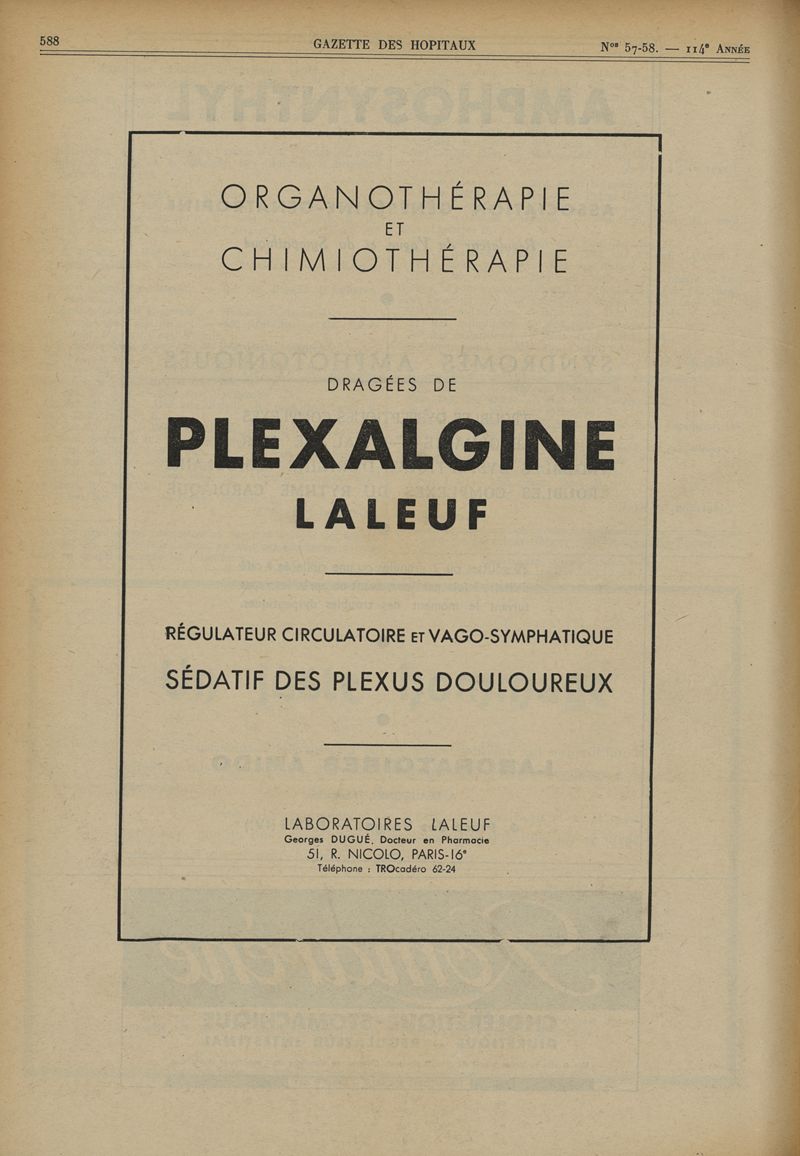 588
GAZETTE DES HOPITAUX
Nos 57-58. — 114e ANNÉE
ORGANOTHÉRAPIE
ET
CHIMIOTHÉRAPIE
DRAGÉES DE
PLEXALGINE
LALEUF
RÉGULATEUR CIRCULATOIRE ET VAGO-SYMPHATIQUE
SÉDATIF DES PLEXUS DOULOUREUX
LABORATOIRES LALEUF
Georges DUGUÉ, Docteur en Pharmacie
51, R. NICOLO, PARIS-16e
Téléphone : TROcadéro 62-24